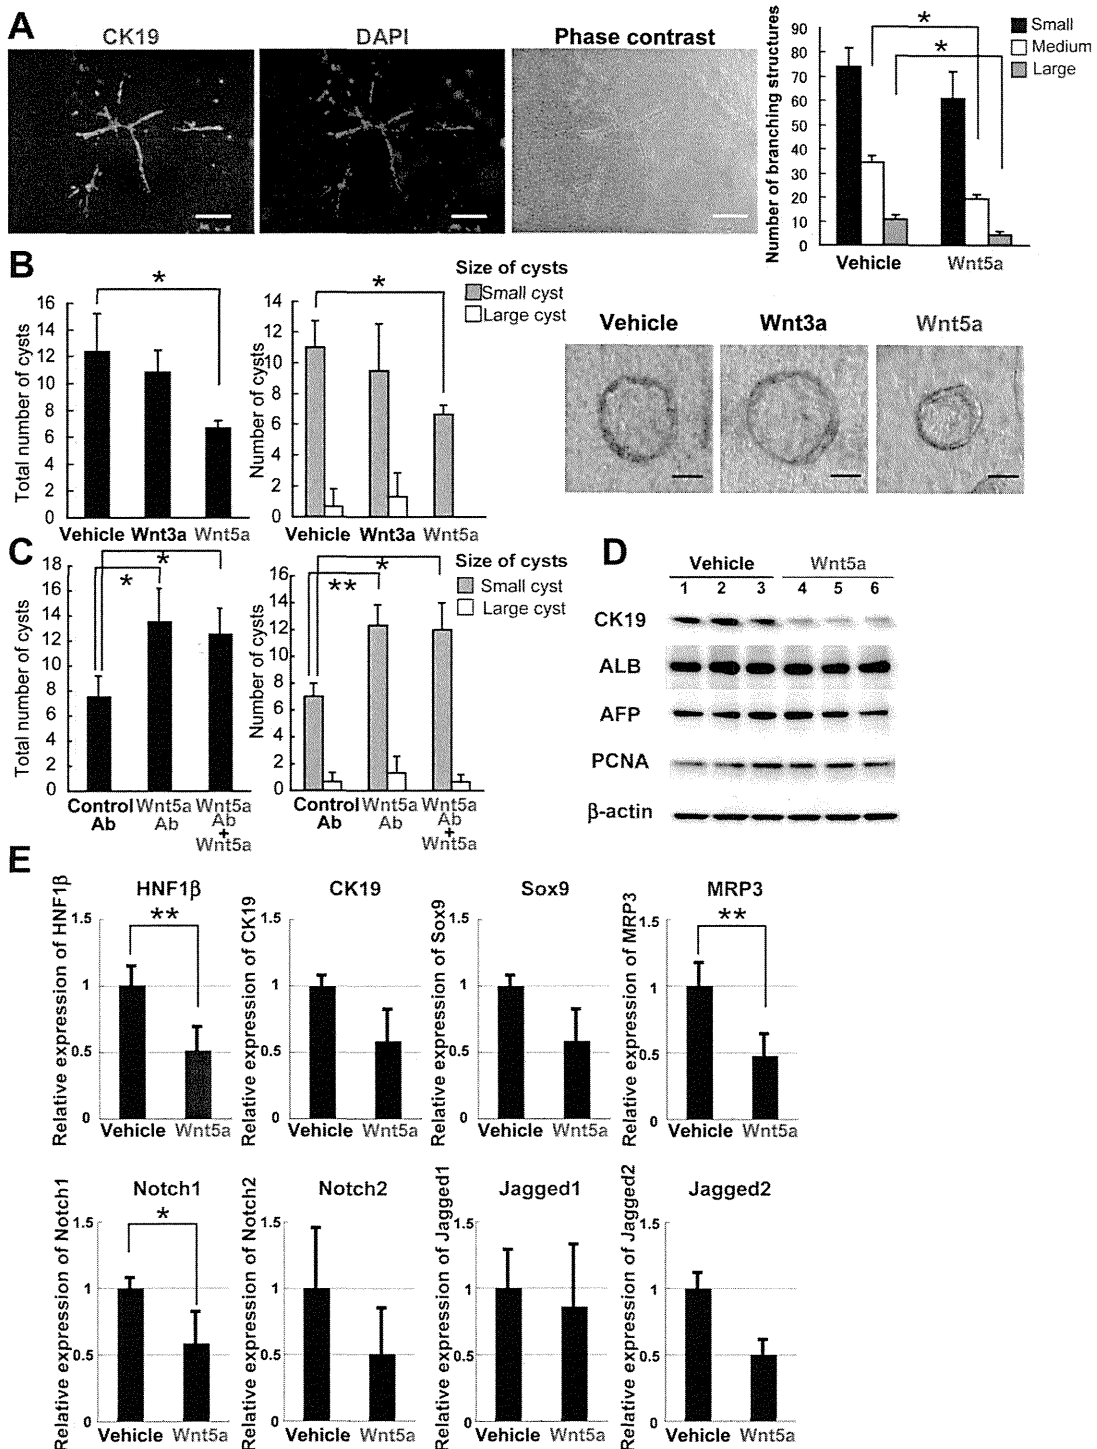 A
CK19
DAPI
Phase contrast
Number of branching structures
90
80
70
60
50
40
30
20
10
0
*
*
Small
Medium
Large
Vehicle
Wnt5a
B
Total number of cysts
16
14
12
10
8
6
4
2
0
*
Vehicle Wnt3a Wnt5a
Number of cysts
14
12
10
8
6
4
2
0
*
Size of cysts
Small cyst
Large cyst
Vehicle Wnt3a Wnt5a
Vehicle
Wnt3a
Wnt5a
C
Total number of cysts
18
16
14
12
10
8
6
4
2
0
*
*
Control Ab
Wnt5a Ab
Wnt5a Ab + Wnt5a
Number of cysts
16
14
12
10
8
6
4
2
0
**
*
Size of cysts
Small cyst
Large cyst
Control Ab
Wnt5a Ab
Wnt5a Ab + Wnt5a
D
Vehicle Wnt5a
1 2 3 4 5 6
CK19
ALB
AFP
PCNA
β-actin
E
HNF1β
Relative expression of HNF1β
1.5
1
0.5
0
**
Vehicle Wnt5a
CK19
Relative expression of CK19
1.5
1
0.5
0
Vehicle Wnt5a
Sox9
Relative expression of Sox9
1.5
1
0.5
0
Vehicle Wnt5a
MRP3
Relative expression of MRP3
1.5
1
0.5
0
**
Vehicle Wnt5a
Notch1
Relative expression of Notch1
1.5
1
0.5
0
*
Vehicle Wnt5a
Notch2
Relative expression of Notch2
1.5
1
0.5
0
Vehicle Wnt5a
Jagged1
Relative expression of Jagged1
1.5
1
0.5
0
Vehicle Wnt5a
Jagged2
Relative expression of Jagged2
1.5
1
0.5
0
Vehicle Wnt5a